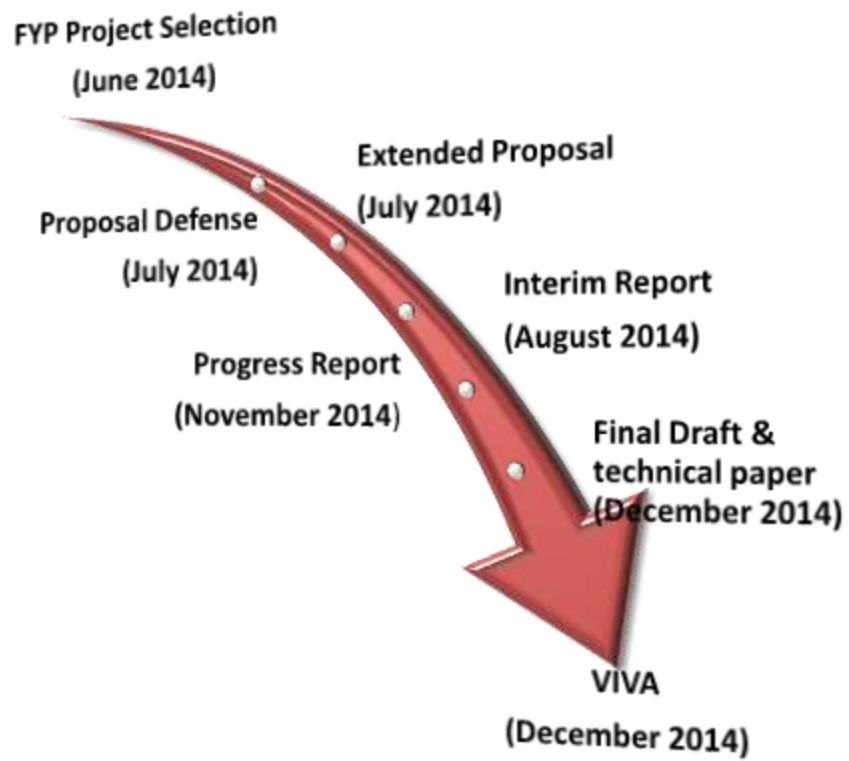 FYP Project Selection
(June 2014)
Extended Proposal
(July 2014)
Proposal Defense
(July 2014)
Interim Report
(August 2014)
Progress Report
(November 2014)
Final Draft &
technical paper
(December 2014)
VIVA
(December 2014)